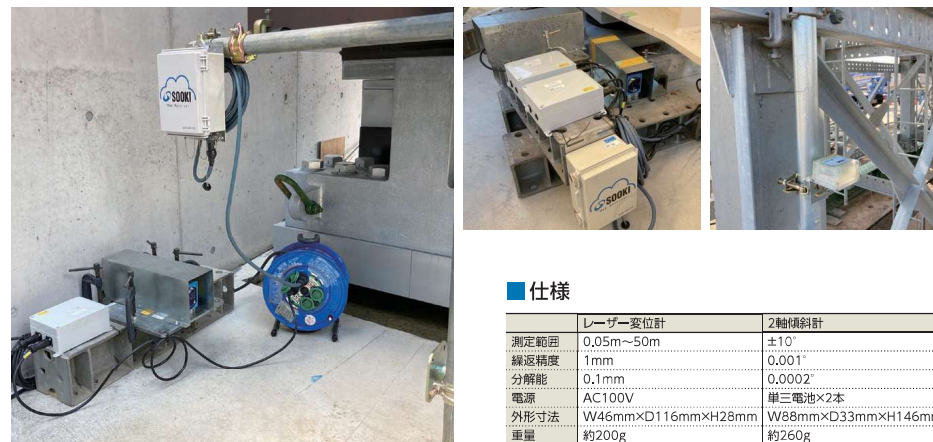 SOOKI
SOOKI
■仕様
レーザー変位計 2軸傾斜計
測定範囲 0.05m～50m ±10°
繰返精度 1mm 0.001°
分解能 0.1mm 0.0002°
電源 AC100V 単三電池×2本
外形寸法 W46mm×D116mm×H28mm W88mm×D33mm×H146m
重量 約200g 約260g